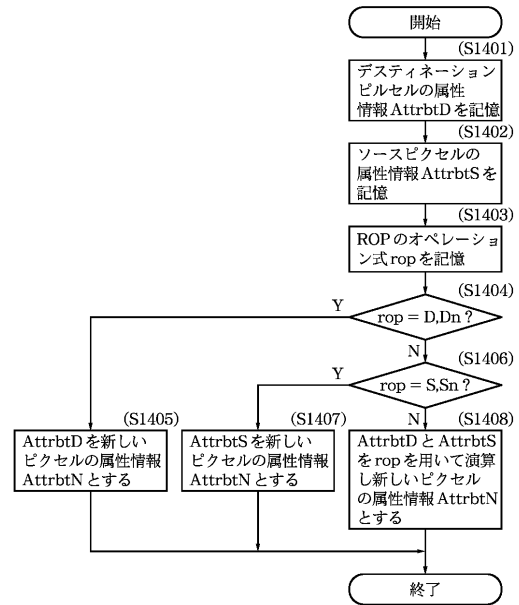 開始
(S1401)
デスティネーション
ピルセルの属性
情報AttrbtDを記憶
(S1402)
ソースピクセルの
属性情報AttrbtSを
記憶
(S1403)
ROPのオペレーショ
ン式ropを記憶
(S1404)
rop = D,Dn ?
Y
N
(S1406)
rop = S,Sn ?
Y
N
(S1405)
AttrbtDを新しい
ピクセルの属性情報
AttrbtNとする
(S1407)
AttrbtSを新しい
ピクセルの属性情報
AttrbtNとする
(S1408)
AttrbtDとAttrbtS
をropを用いて演算
し新しいピクセル
の属性情報AttrbtN
とする
終了